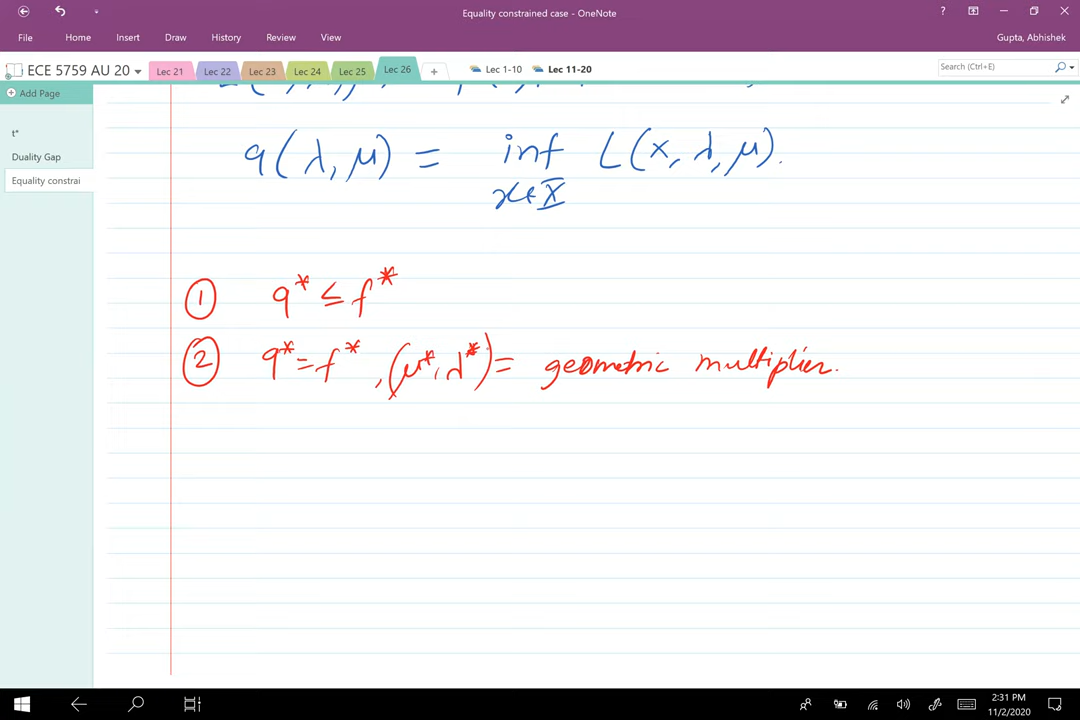 Equality constrained case - OneNote
File Home Insert Draw History Review View Gupta, Abhishek
ECE 5759 AU 20 Lec 21 Lec 22 Lec 23 Lec 24 Lec 25 Lec 26 + Lec 1-10 Lec 11-20 Search (Ctrl+E)
Add Page
t*
Duality Gap
Equality constrai
q(λ, μ) = inf L(x, λ, μ).
x∈X
① q* ≤ f*
② q* = f*, (μ*, λ*) = geometric multiplier.
2:31 PM
11/2/2020